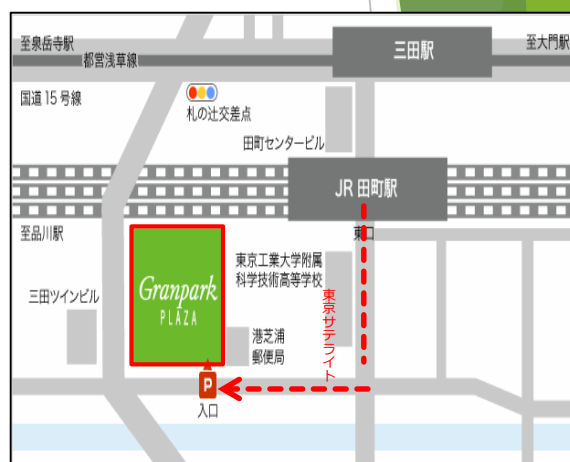 至泉岳寺駅
都営浅草線
三田駅
至大門駅
国道15号線
札の辻交差点
田町センタービル
JR 田町駅
至品川駅
東口
Granpark
PLAZA
東京工業大学附属
科学技術高等学校
東京サテライト
三田ツインビル
港芝浦
郵便局
P
入口